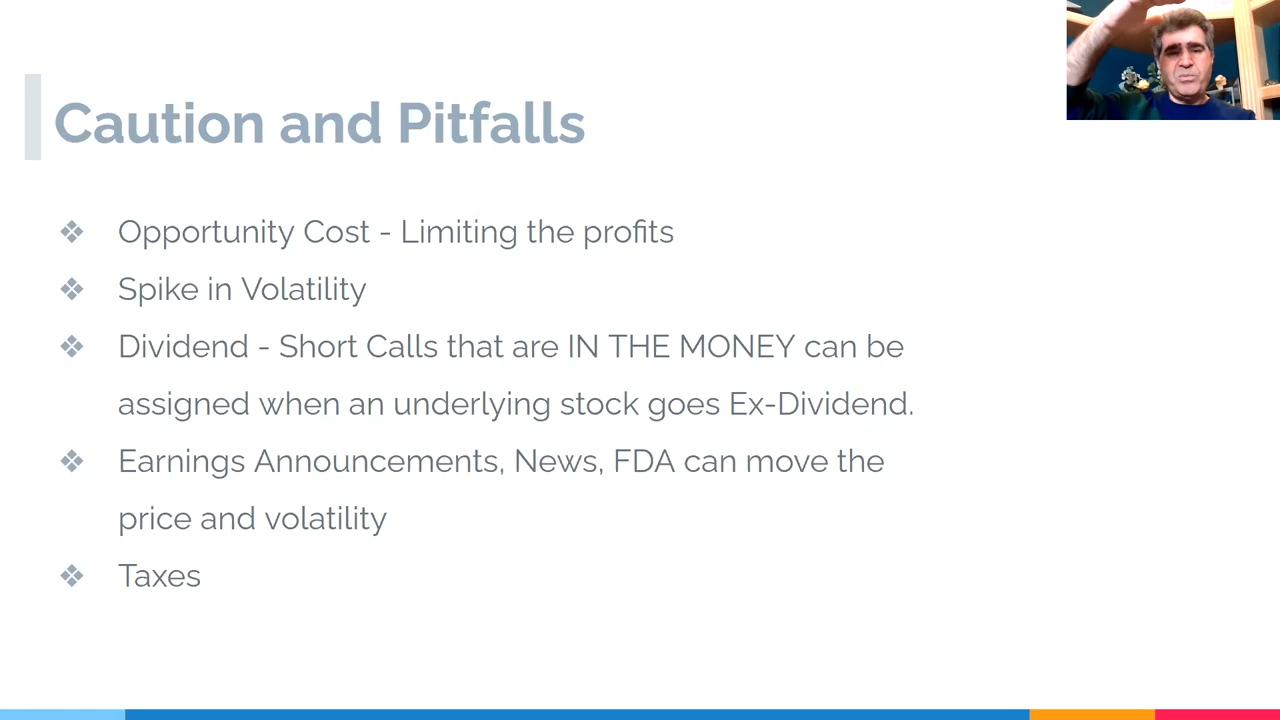 Caution and Pitfalls
❖ Opportunity Cost - Limiting the profits
❖ Spike in Volatility
❖ Dividend - Short Calls that are IN THE MONEY can be
assigned when an underlying stock goes Ex-Dividend.
❖ Earnings Announcements, News, FDA can move the
price and volatility
❖ Taxes